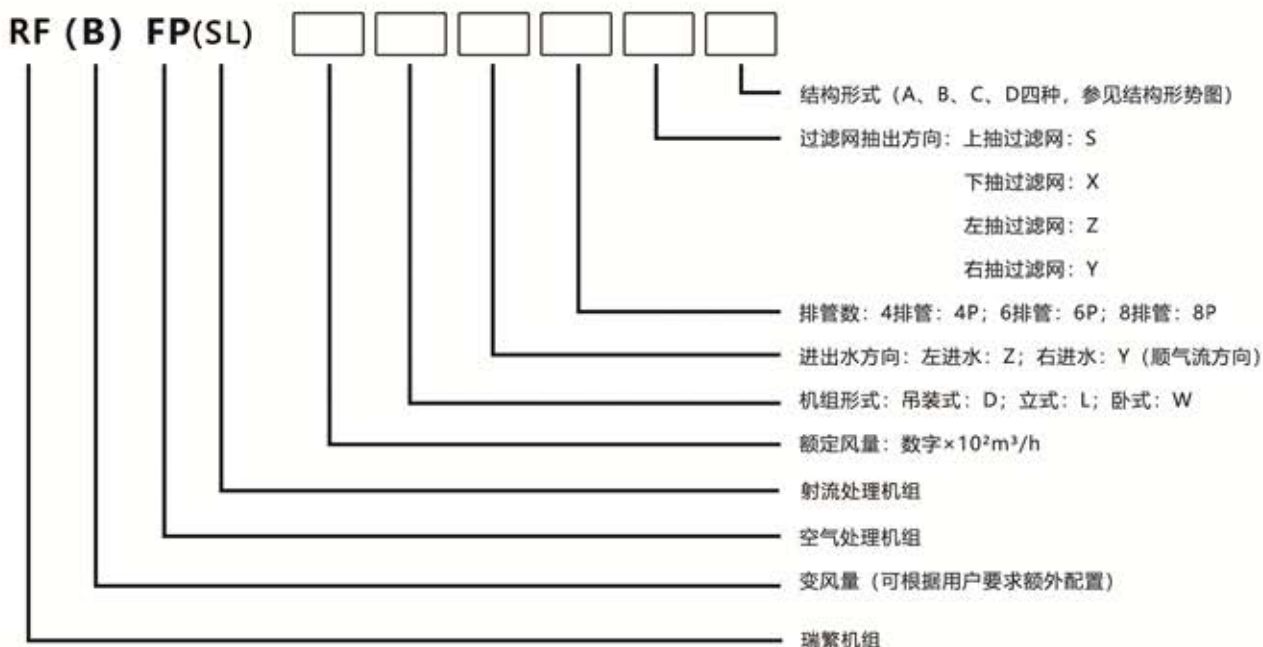 RF (B) FP(SL)
结构形式（A、B、C、D四种，参见结构形势图）
过滤网抽出方向：上抽过滤网：S
下抽过滤网：X
左抽过滤网：Z
右抽过滤网：Y
排管数：4排管：4P；6排管：6P；8排管：8P
进出水方向：左进水：Z；右进水：Y（顺气流方向）
机组形式：吊装式：D；立式：L；卧式：W
额定风量：数字×10²m³/h
射流处理机组
空气处理机组
变风量（可根据用户要求额外配置）
瑞繁机组